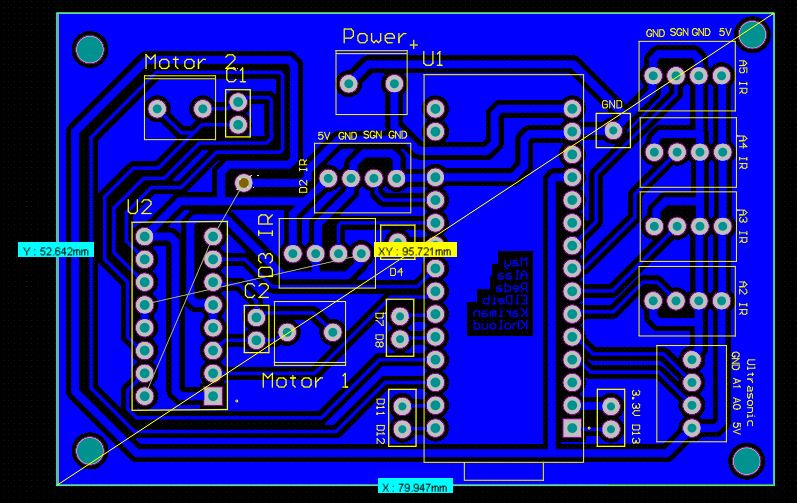 Power
+
U1
Motor 2
C1
GND SGN GND 5V
A5 IR
GND
5V GND SGN GND
D2 IR
A4 IR
U2
D3 IR
A3 IR
Y : 52.642mm
XY : 95.721mm
D4
May
Alaa
Reda
ElDeib
Kariman
Kholoud
A2 IR
C2
D7
D8
Motor 1
Ultrasonic
GND A1 A0 5V
D11
D12
3.3V D13
X : 79.947mm